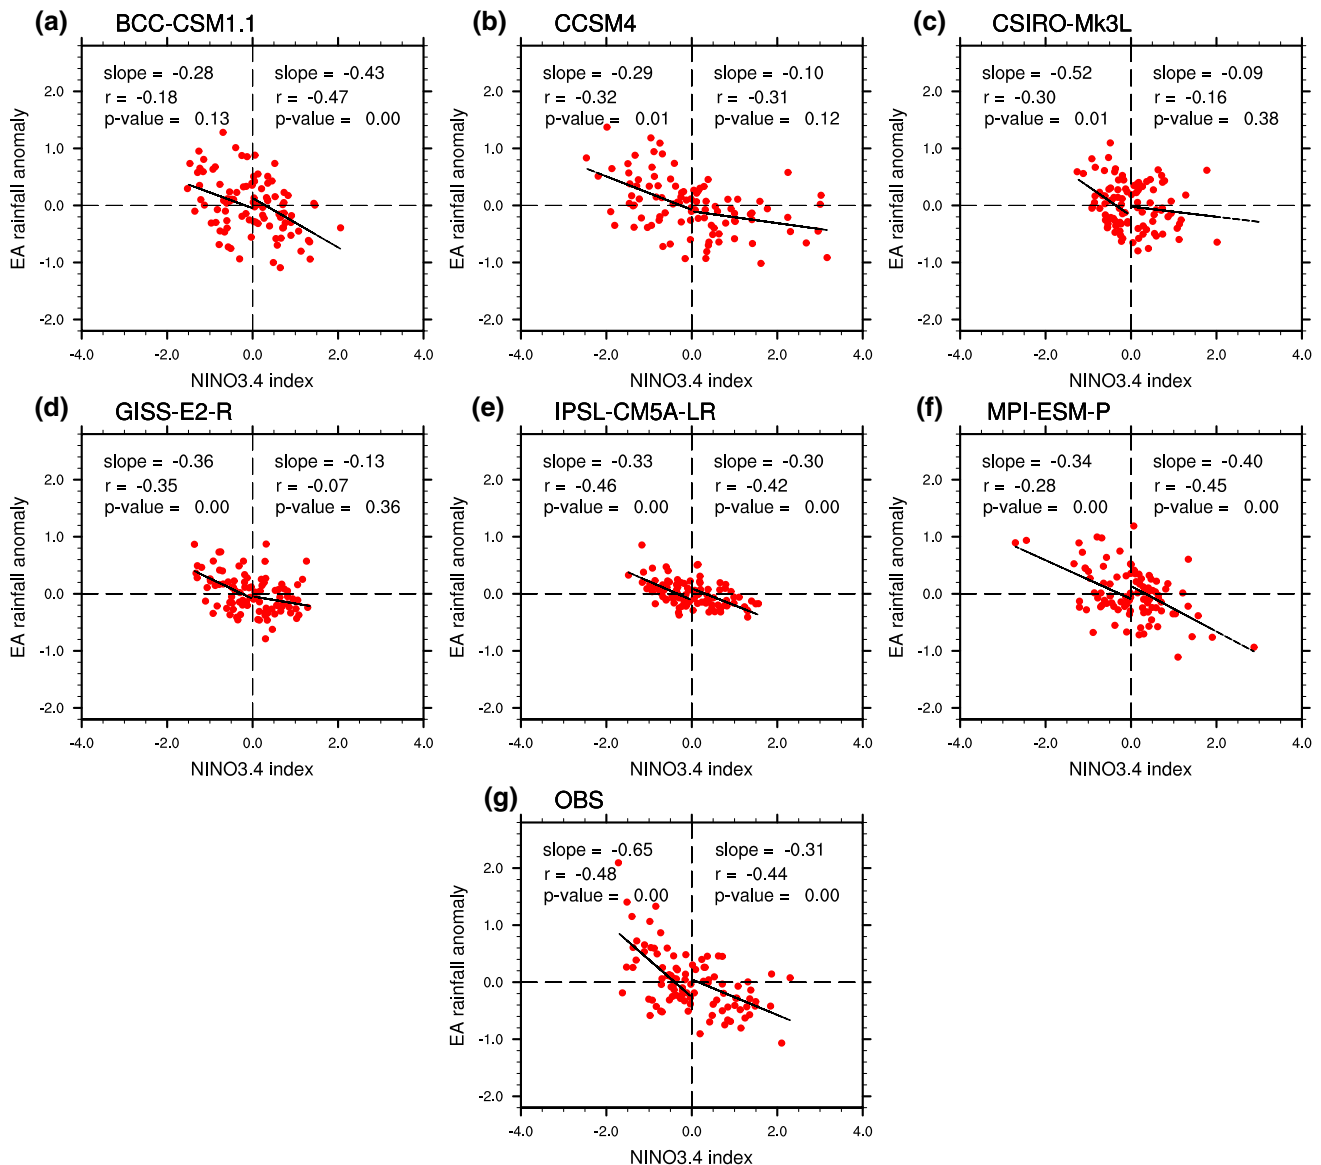 (a) BCC-CSM1.1
slope = -0.28 slope = -0.43
r = -0.18 r = -0.47
p-value = 0.13 p-value = 0.00
2.0
1.0
0.0
-1.0
-2.0
EA rainfall anomaly
-4.0 -2.0 0.0 2.0 4.0
NINO3.4 index
(b) CCSM4
slope = -0.29 slope = -0.10
r = -0.32 r = -0.31
p-value = 0.01 p-value = 0.12
2.0
1.0
0.0
-1.0
-2.0
EA rainfall anomaly
-4.0 -2.0 0.0 2.0 4.0
NINO3.4 index
(c) CSIRO-Mk3L
slope = -0.52 slope = -0.09
r = -0.30 r = -0.16
p-value = 0.01 p-value = 0.38
2.0
1.0
0.0
-1.0
-2.0
EA rainfall anomaly
-4.0 -2.0 0.0 2.0 4.0
NINO3.4 index
(d) GISS-E2-R
slope = -0.36 slope = -0.13
r = -0.35 r = -0.07
p-value = 0.00 p-value = 0.36
2.0
1.0
0.0
-1.0
-2.0
EA rainfall anomaly
-4.0 -2.0 0.0 2.0 4.0
NINO3.4 index
(e) IPSL-CM5A-LR
slope = -0.33 slope = -0.30
r = -0.46 r = -0.42
p-value = 0.00 p-value = 0.00
2.0
1.0
0.0
-1.0
-2.0
EA rainfall anomaly
-4.0 -2.0 0.0 2.0 4.0
NINO3.4 index
(f) MPI-ESM-P
slope = -0.34 slope = -0.40
r = -0.28 r = -0.45
p-value = 0.00 p-value = 0.00
2.0
1.0
0.0
-1.0
-2.0
EA rainfall anomaly
-4.0 -2.0 0.0 2.0 4.0
NINO3.4 index
(g) OBS
slope = -0.65 slope = -0.31
r = -0.48 r = -0.44
p-value = 0.00 p-value = 0.00
2.0
1.0
0.0
-1.0
-2.0
EA rainfall anomaly
-4.0 -2.0 0.0 2.0 4.0
NINO3.4 index